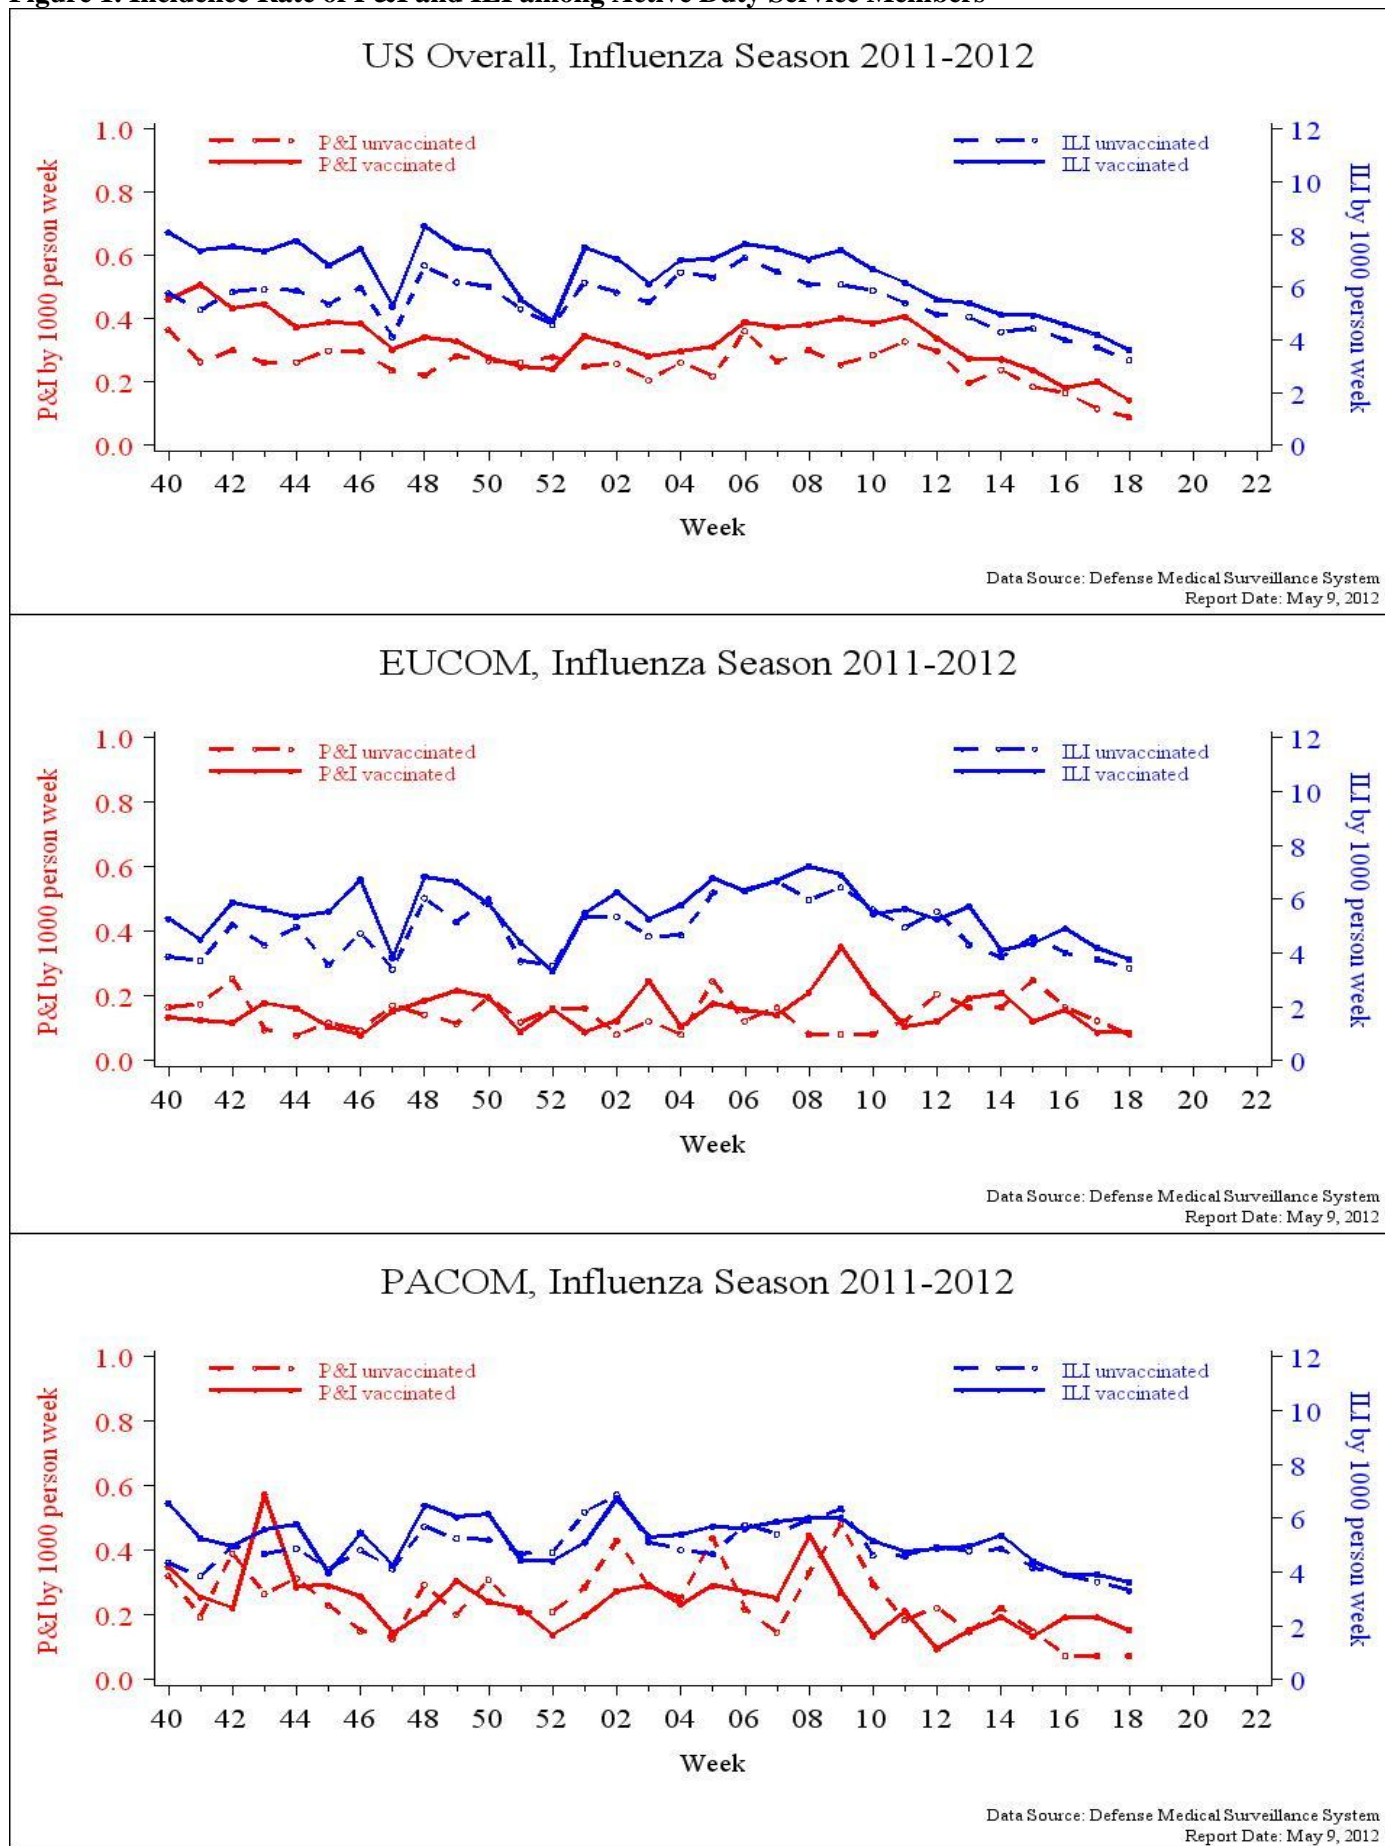 Figure 1. Incidence Rate of P&I and ILI among Active Duty Service Members
US Overall, Influenza Season 2011-2012
P&I unvaccinated
P&I vaccinated
ILI unvaccinated
ILI vaccinated
P&I by 1000 person week
1.0
0.8
0.6
0.4
0.2
0.0
12
10
8
6
4
2
0
ILI by 1000 person week
40 42 44 46 48 50 52 02 04 06 08 10 12 14 16 18 20 22
Week
Data Source: Defense Medical Surveillance System
Report Date: May 9, 2012
EUCOM, Influenza Season 2011-2012
P&I unvaccinated
P&I vaccinated
ILI unvaccinated
ILI vaccinated
P&I by 1000 person week
1.0
0.8
0.6
0.4
0.2
0.0
12
10
8
6
4
2
0
ILI by 1000 person week
40 42 44 46 48 50 52 02 04 06 08 10 12 14 16 18 20 22
Week
Data Source: Defense Medical Surveillance System
Report Date: May 9, 2012
PACOM, Influenza Season 2011-2012
P&I unvaccinated
P&I vaccinated
ILI unvaccinated
ILI vaccinated
P&I by 1000 person week
1.0
0.8
0.6
0.4
0.2
0.0
12
10
8
6
4
2
0
ILI by 1000 person week
40 42 44 46 48 50 52 02 04 06 08 10 12 14 16 18 20 22
Week
Data Source: Defense Medical Surveillance System
Report Date: May 9, 2012